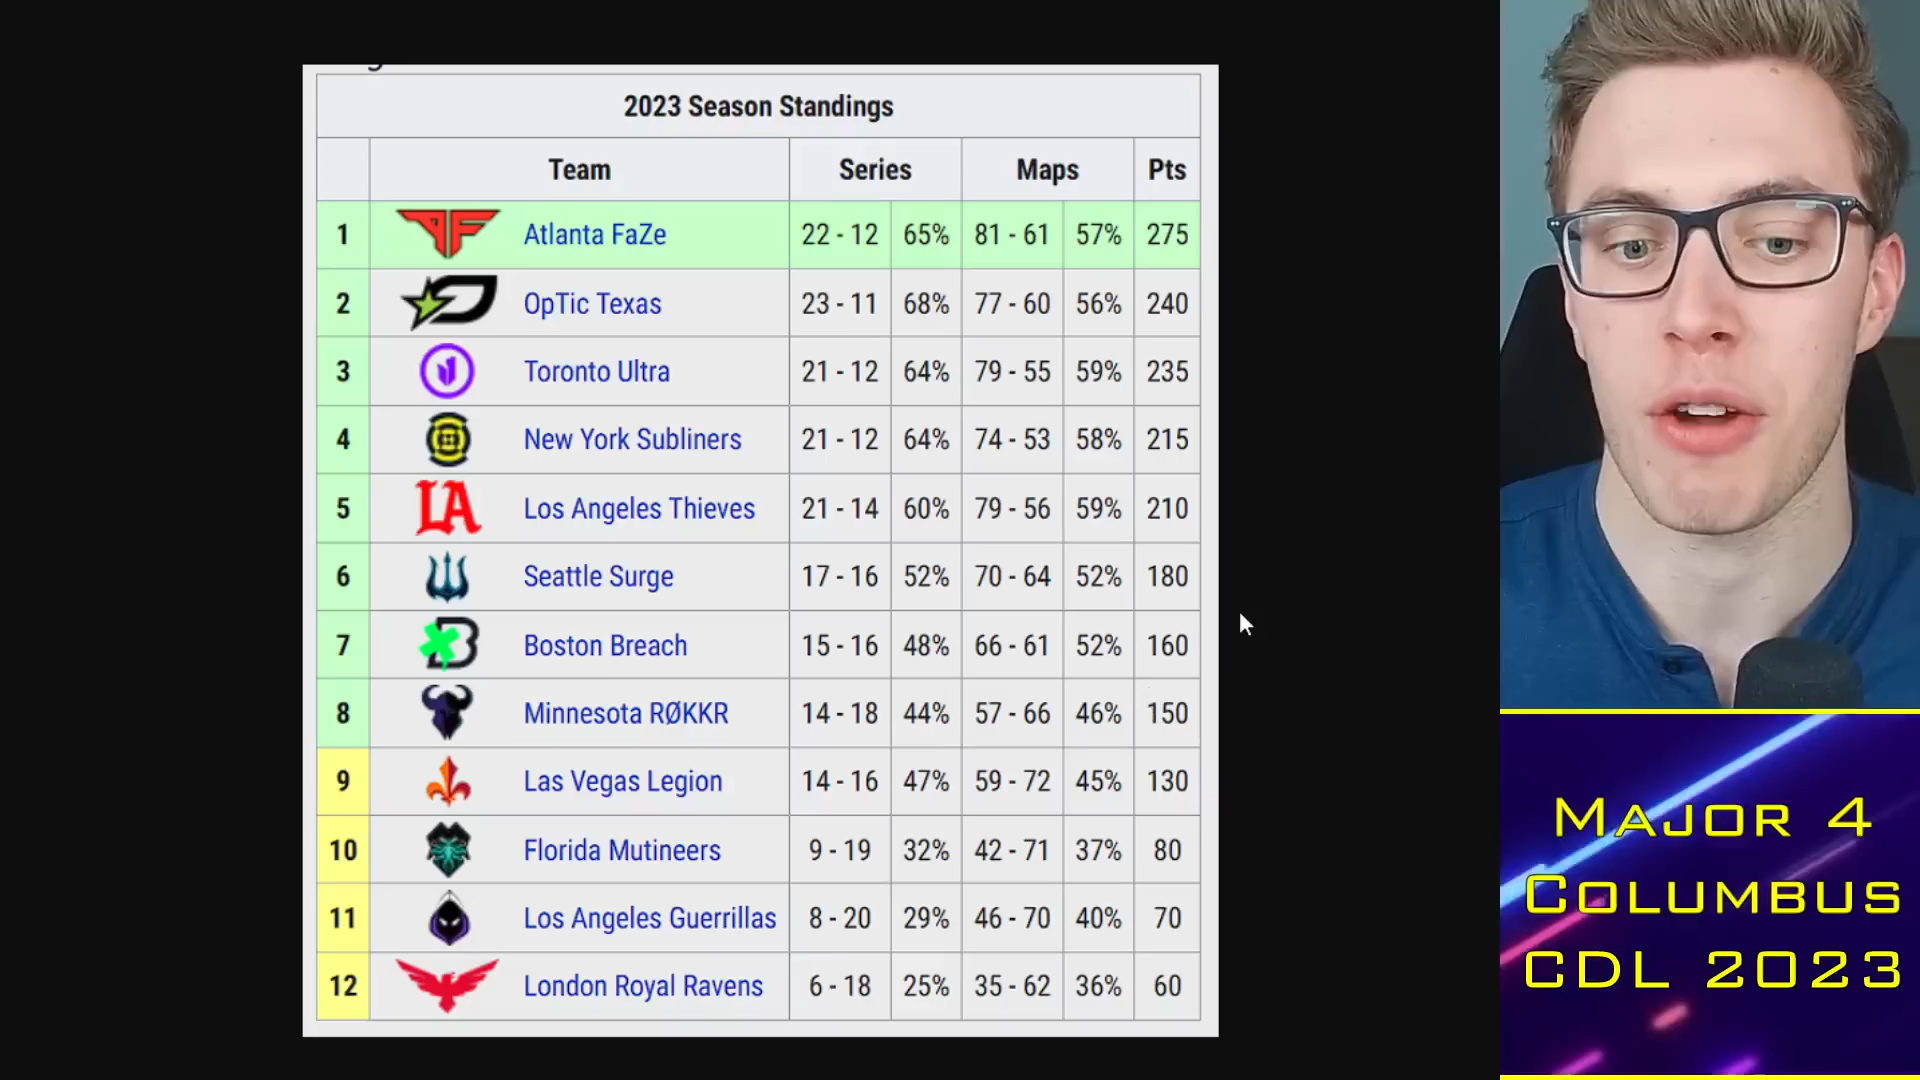 2023 Season Standings
Team Series Maps Pts
1 Atlanta FaZe 22 - 12 65% 81 - 61 57% 275
2 OpTic Texas 23 - 11 68% 77 - 60 56% 240
3 Toronto Ultra 21 - 12 64% 79 - 55 59% 235
4 New York Subliners 21 - 12 64% 74 - 53 58% 215
5 LA Los Angeles Thieves 21 - 14 60% 79 - 56 59% 210
6 Seattle Surge 17 - 16 52% 70 - 64 52% 180
7 B Boston Breach 15 - 16 48% 66 - 61 52% 160
8 Minnesota RØKKR 14 - 18 44% 57 - 66 46% 150
9 Las Vegas Legion 14 - 16 47% 59 - 72 45% 130
10 Florida Mutineers 9 - 19 32% 42 - 71 37% 80
11 Los Angeles Guerrillas 8 - 20 29% 46 - 70 40% 70
12 London Royal Ravens 6 - 18 25% 35 - 62 36% 60
MAJOR 4
COLUMBUS
CDL 2023